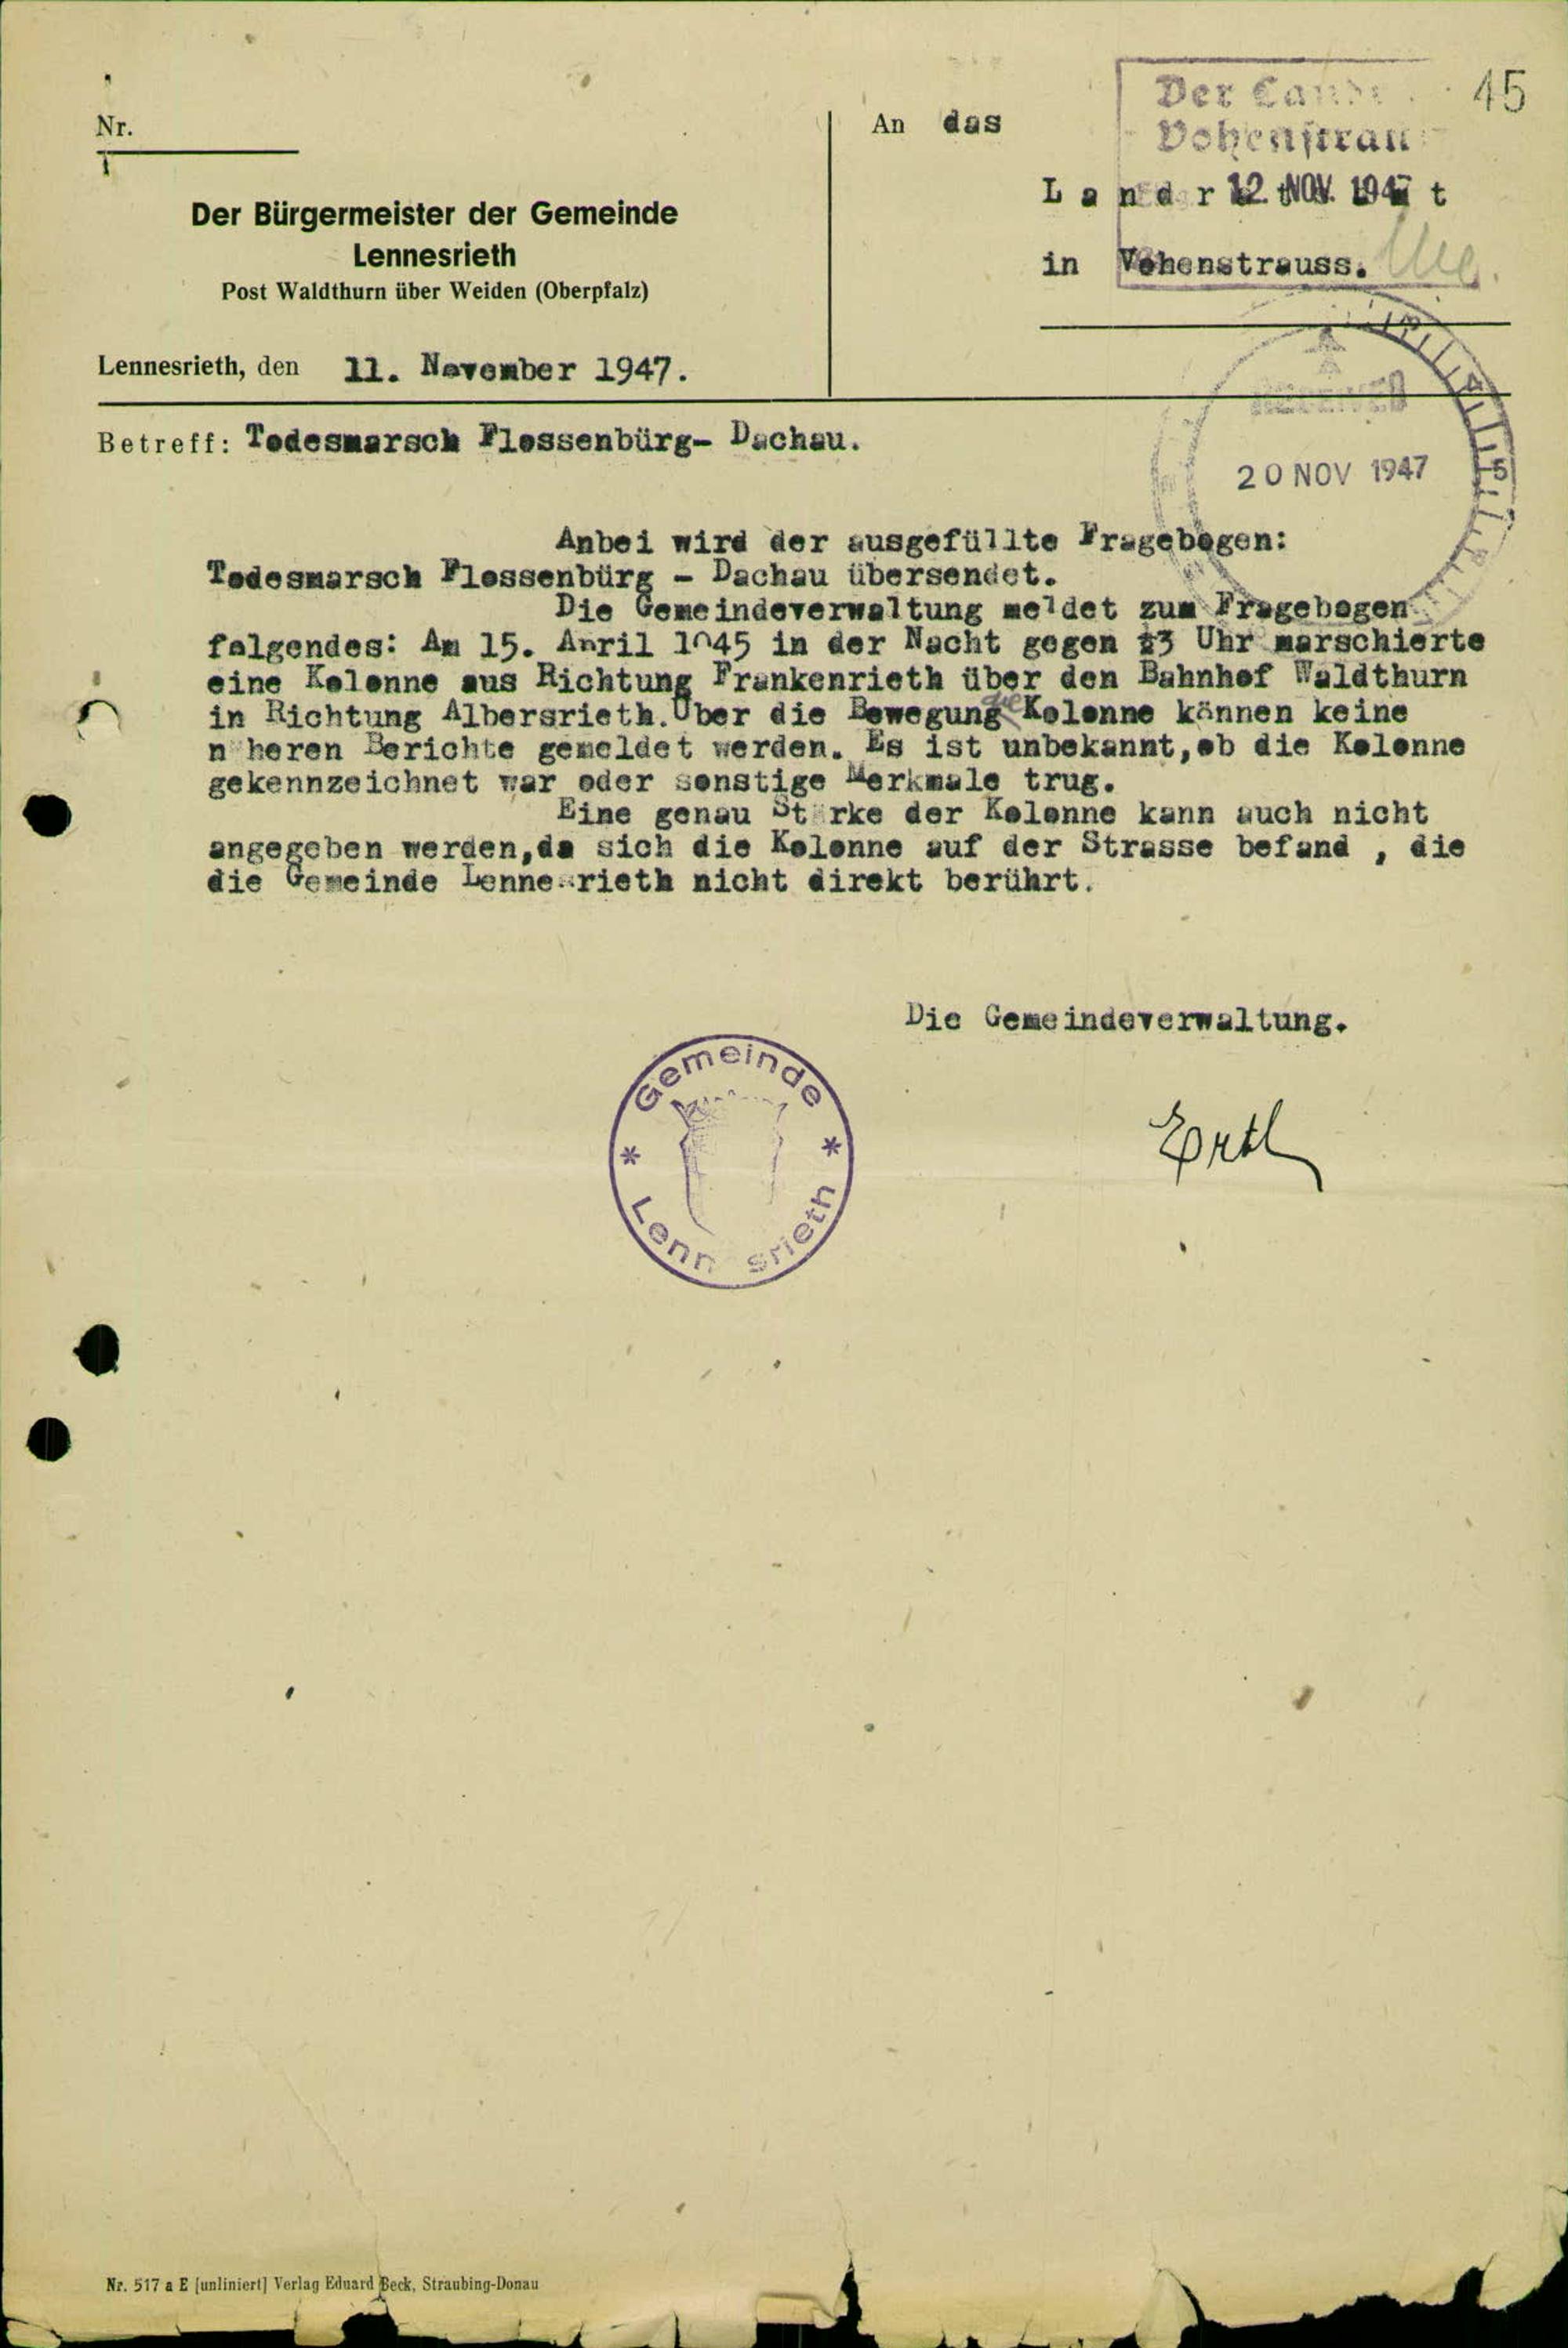 45
Nr.
Der Bürgermeister der Gemeinde
Lennesrieth
Post Waldthurn über Weiden (Oberpfalz)
Lennesrieth, den 11. November 1947.
An das
Der
12. NOV. 1947
in Vohenstrauss.
RECEIVED
20 NOV 1947
Betreff: Todesmarsch Flossenbürg- Dachau.
Anbei wird der ausgefüllte Fragebogen:
Todesmarsch Flossenbürg - Dachau übersendet.
Die Gemeindeverwaltung meldet zum Fragebogen
folgendes: Am 15. April 1945 in der Nacht gegen 23 Uhr marschierte
eine Kolonne aus Richtung Frankenrieth über den Bahnhof Waldthurn
in Richtung Albersrieth. Über die Bewegung Kolonne können keine
näheren Berichte gemeldet werden. Es ist unbekannt,ob die Kolonne
gekennzeichnet war oder sonstige Merkmale trug.
Eine genau Stärke der Kolonne kann auch nicht
angegeben werden,da sich die Kolonne auf der Strasse befand , die
die Gemeinde Lennesrieth nicht direkt berührt.
Die Gemeindeverwaltung.
Gemeinde
* *
Lenn srieth
Ertl
Nr. 517 a E [unliniert] Verlag Eduard Beck, Straubing-Donau